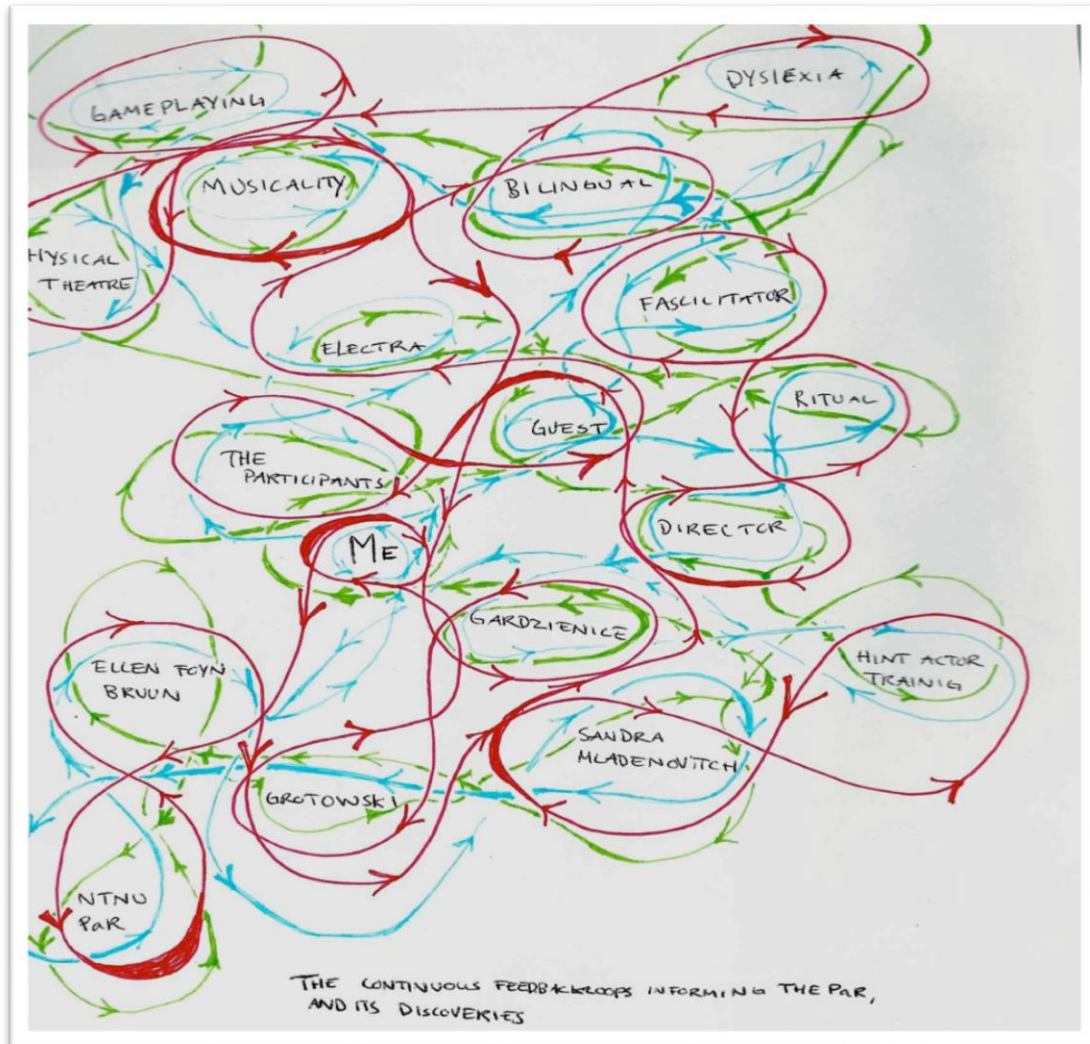 GAMEPLAYING
DYSLEXIA
MUSICALITY
BILINGUAL
HYSICAL
THEATRE
FASCILITATOR
ELECTRA
RITUAL
GUEST
THE
PARTICIPANTS
DIRECTOR
ME
GARDZIENICE
ELLEN FOYN
BRUUN
HINT ACTOR
TRAINIG
SANDRA
MLADENOVITCH
GROTOWSKI
NTNU
PaR
THE CONTINUOUS FEEDBACKLOOPS INFORMING THE PaR,
AND ITS DISCOVERIES